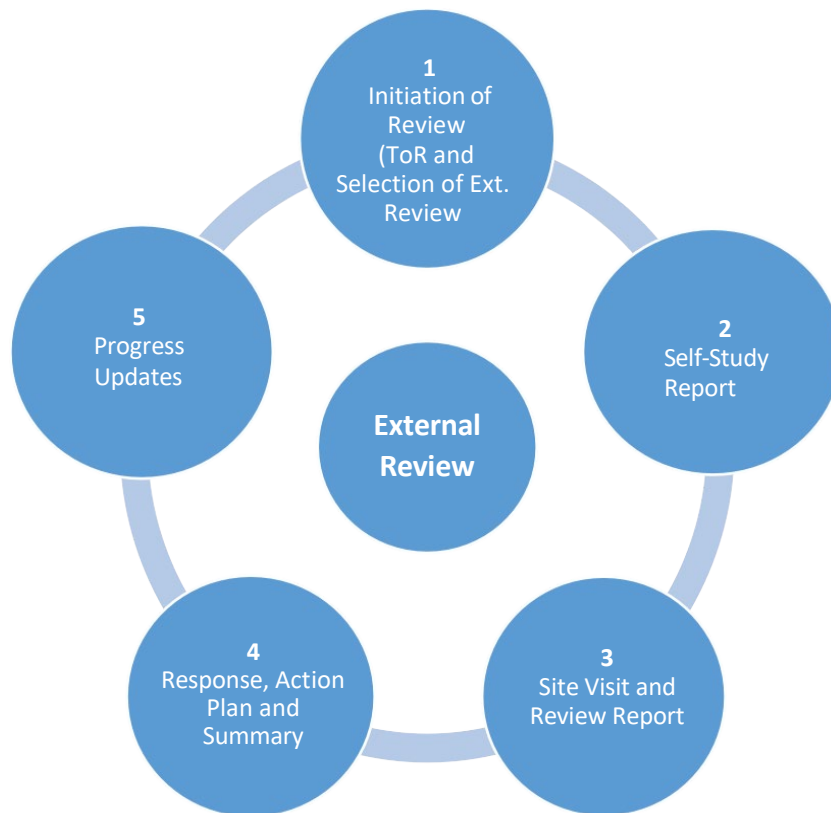 1
Initiation of
Review
(ToR and
Selection of Ext.
Review
2
Self-Study
Report
3
Site Visit and
Review Report
4
Response, Action
Plan and
Summary
5
Progress
Updates
External
Review